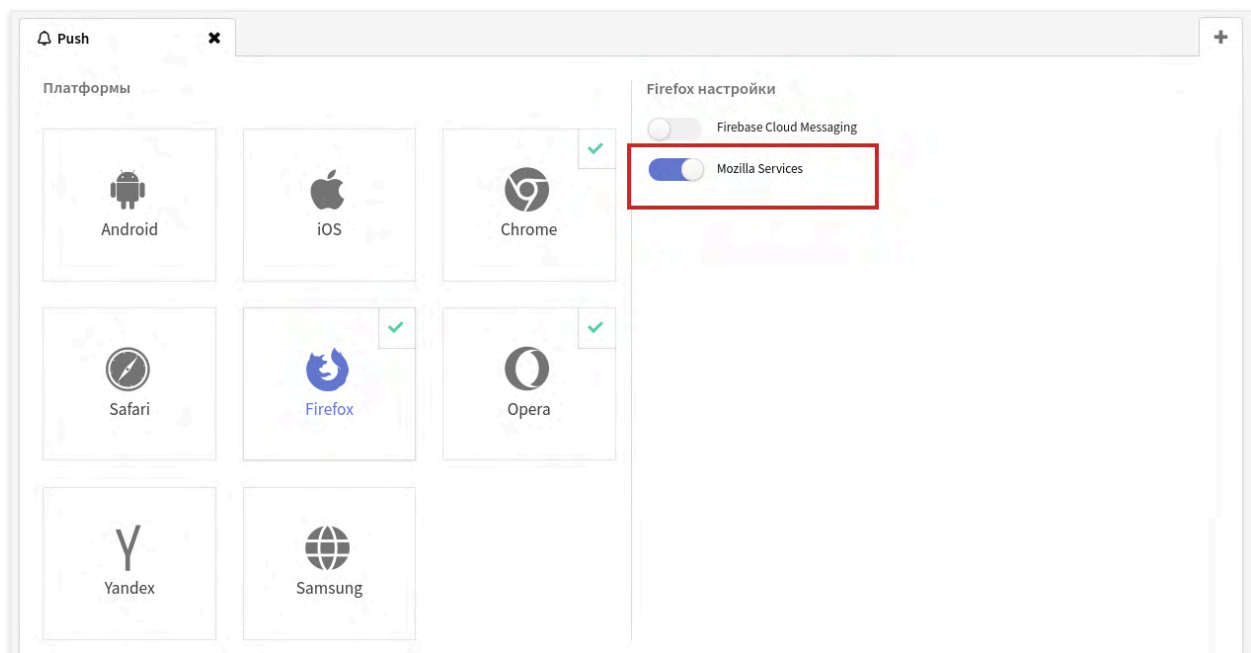 Push
Платформы
Firefox настройки
Firebase Cloud Messaging
Mozilla Services
Android
iOS
Chrome
Safari
Firefox
Opera
Yandex
Samsung